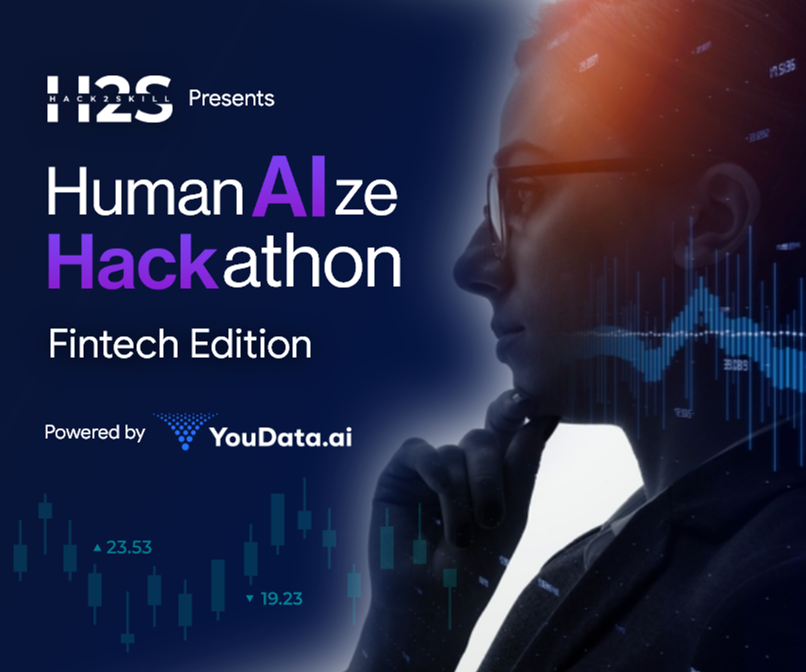 H2S
HACK2SKILL
Presents
HumanAIze
Hackathon
Fintech Edition
Powered by YouData.ai
▲ 23.53
▼ 19.23